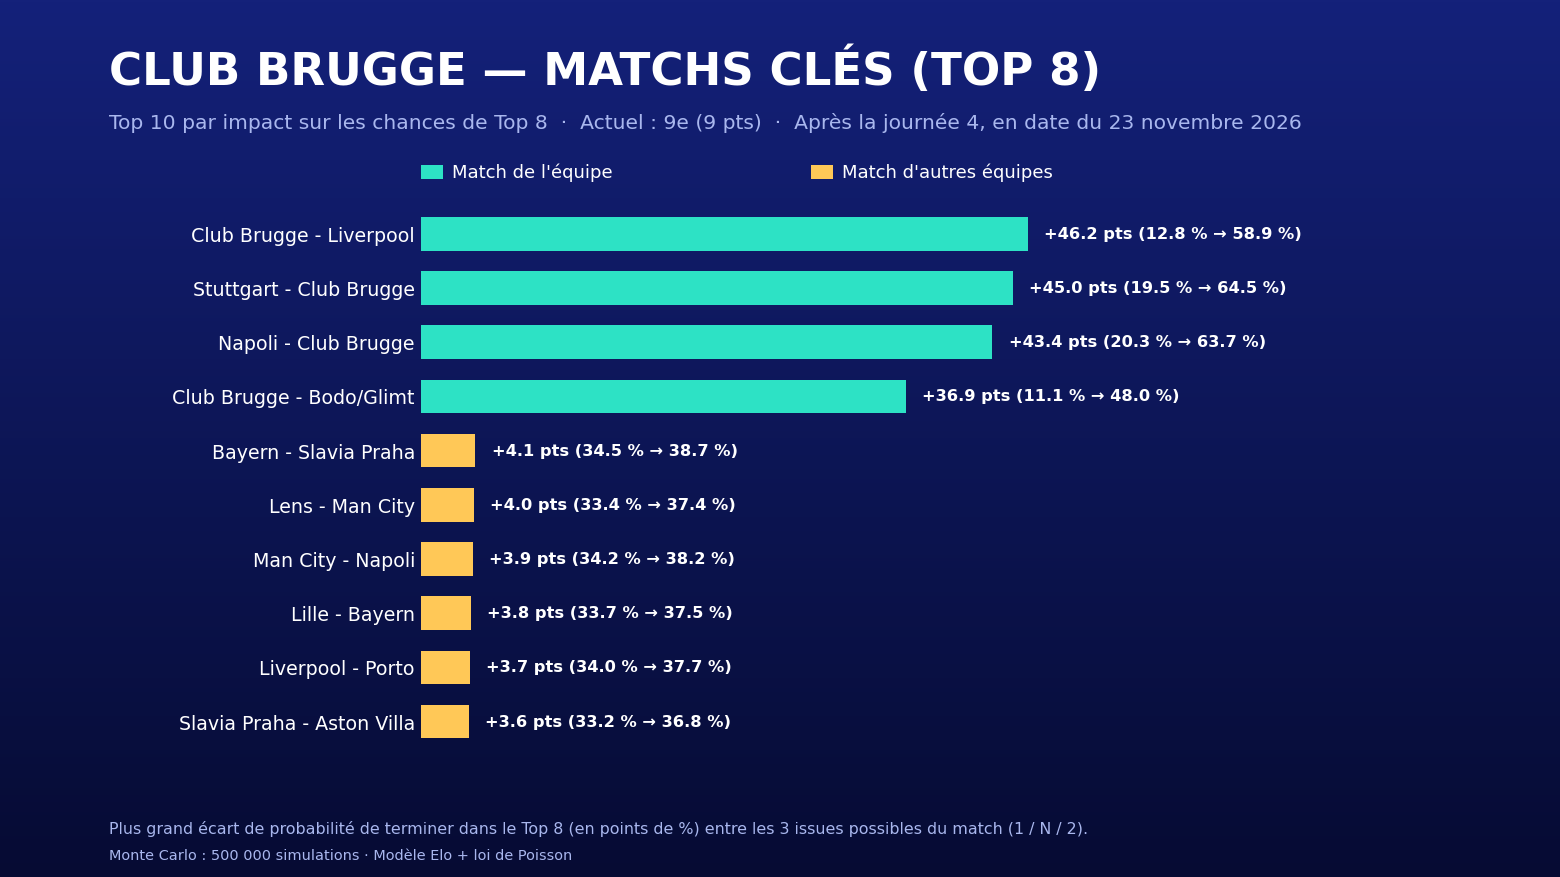 CLUB BRUGGE — MATCHS CLÉS (TOP 8)
Top 10 par impact sur les chances de Top 8 · Actuel : 9e (9 pts) · Après la journée 4, en date du 23 novembre 2026
Match de l'équipe Match d'autres équipes
Club Brugge - Liverpool +46.2 pts (12.8 % → 58.9 %)
Stuttgart - Club Brugge +45.0 pts (19.5 % → 64.5 %)
Napoli - Club Brugge +43.4 pts (20.3 % → 63.7 %)
Club Brugge - Bodo/Glimt +36.9 pts (11.1 % → 48.0 %)
Bayern - Slavia Praha +4.1 pts (34.5 % → 38.7 %)
Lens - Man City +4.0 pts (33.4 % → 37.4 %)
Man City - Napoli +3.9 pts (34.2 % → 38.2 %)
Lille - Bayern +3.8 pts (33.7 % → 37.5 %)
Liverpool - Porto +3.7 pts (34.0 % → 37.7 %)
Slavia Praha - Aston Villa +3.6 pts (33.2 % → 36.8 %)
Plus grand écart de probabilité de terminer dans le Top 8 (en points de %) entre les 3 issues possibles du match (1 / N / 2).
Monte Carlo : 500 000 simulations · Modèle Elo + loi de Poisson